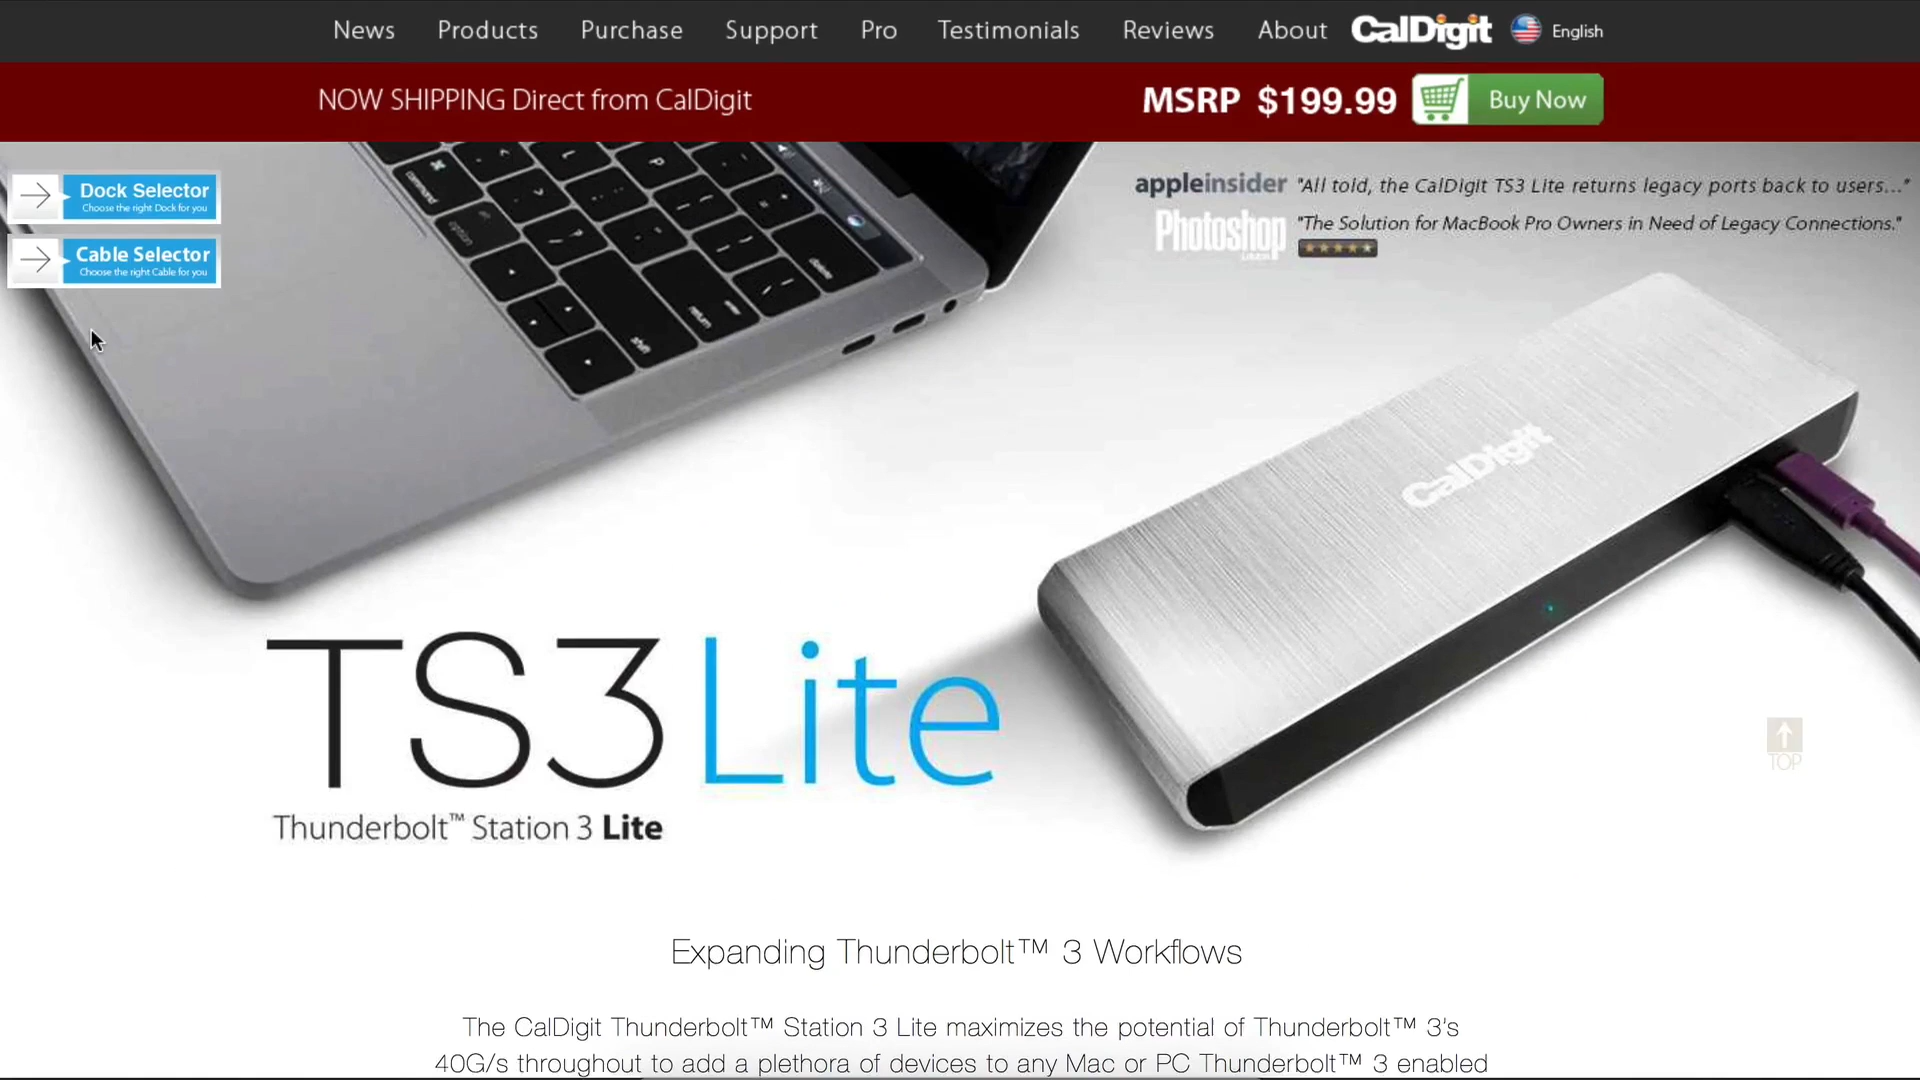 News Products Purchase Support Pro Testimonials Reviews About CalDigit English
NOW SHIPPING Direct from CalDigit MSRP $199.99 Buy Now
Dock Selector
Choose the right Dock for you
Cable Selector
Choose the right Cable for you
appleinsider "All told, the CalDigit TS3 Lite returns legacy ports back to users..."
Photoshop "The Solution for MacBook Pro Owners in Need of Legacy Connections."
command
option
delete
return
shift
CalDigit
TS3 Lite
Thunderbolt™ Station 3 Lite
TOP
Expanding Thunderbolt™ 3 Workflows
The CalDigit Thunderbolt™ Station 3 Lite maximizes the potential of Thunderbolt™ 3's
40G/s throughout to add a plethora of devices to any Mac or PC Thunderbolt™ 3 enabled